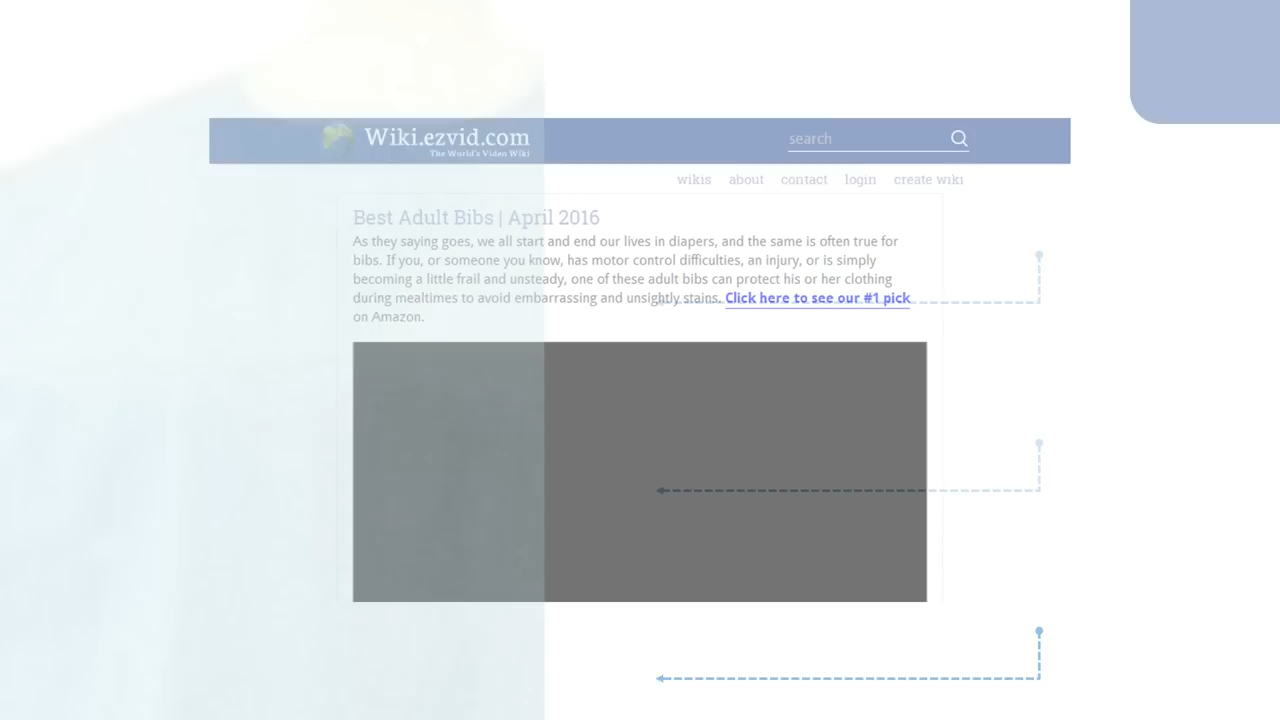 Wiki.ezvid.com
The World's Video Wiki
search
wikis about contact login create wiki
Best Adult Bibs | April 2016
As they saying goes, we all start and end our lives in diapers, and the same is often true for
bibs. If you, or someone you know, has motor control difficulties, an injury, or is simply
becoming a little frail and unsteady, one of these adult bibs can protect his or her clothing
during mealtimes to avoid embarrassing and unsightly stains. Click here to see our #1 pick
on Amazon.